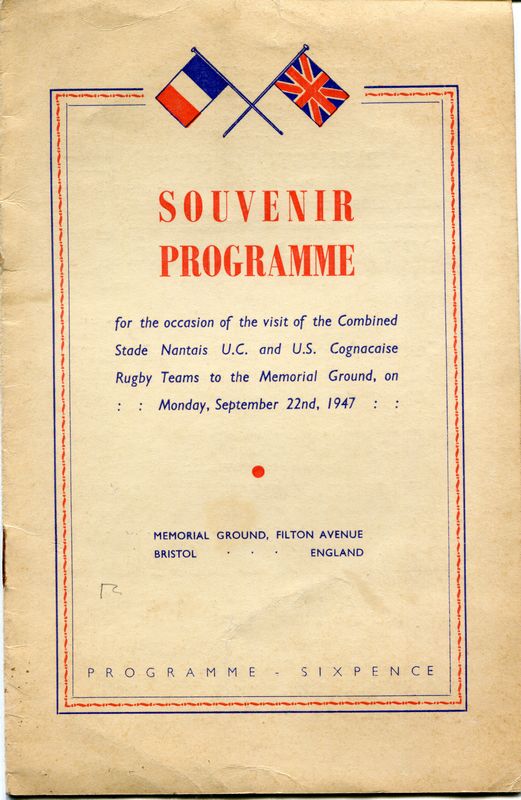 SOUVENIR
PROGRAMME
for the occasion of the visit of the Combined
Stade Nantais U.C. and U.S. Cognacaise
Rugby Teams to the Memorial Ground, on
: : Monday, September 22nd, 1947 : :
MEMORIAL GROUND, FILTON AVENUE
BRISTOL · · · ENGLAND
PROGRAMME - SIXPENCE